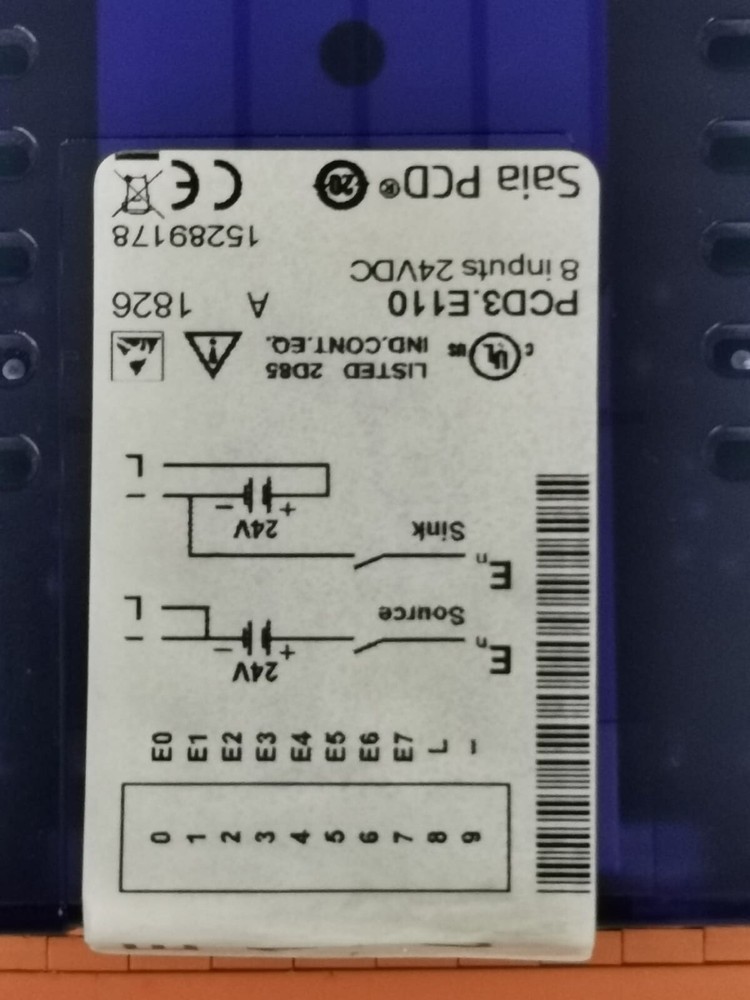 Saia PCD®
15289178
8 inputs 24VDC
PCD3.E110 A 1826
C UL US
LISTED 2D85
IND.CONT.EQ.
0 1 2 3 4 5 6 7 8 9
E0 E1 E2 E3 E4 E5 E6 E7 L –
En Source + 24V – – L
En Sink + 24V – – L